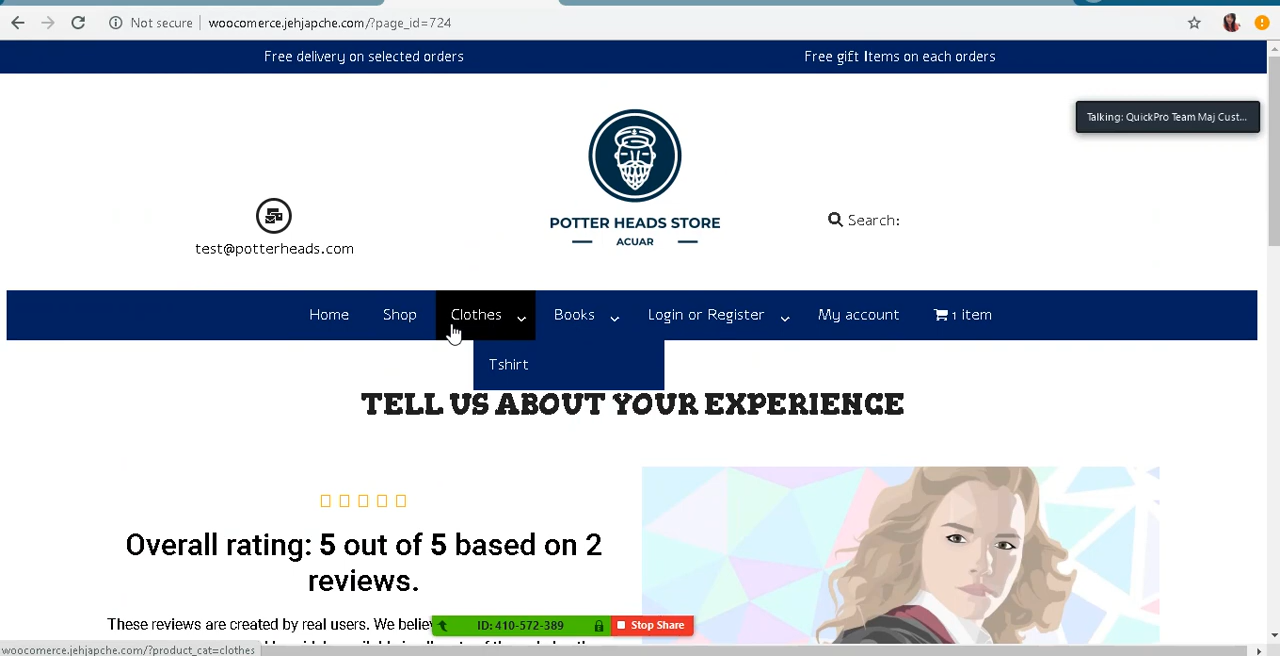 Not secure
woocomerce.jehjapche.com/?page_id=724
Free delivery on selected orders
Free gift Items on each orders
Talking: QuickPro Team Maj Cust...
POTTER HEADS STORE
ACUAR
test@potterheads.com
Search:
Home
Shop
Clothes
Books
Login or Register
My account
1 item
Tshirt
TELL US ABOUT YOUR EXPERIENCE
Overall rating: 5 out of 5 based on 2
reviews.
These reviews are created by real users. We believ
ID: 410-572-389
Stop Share
woocomerce.jehjapche.com/?product_cat=clothes